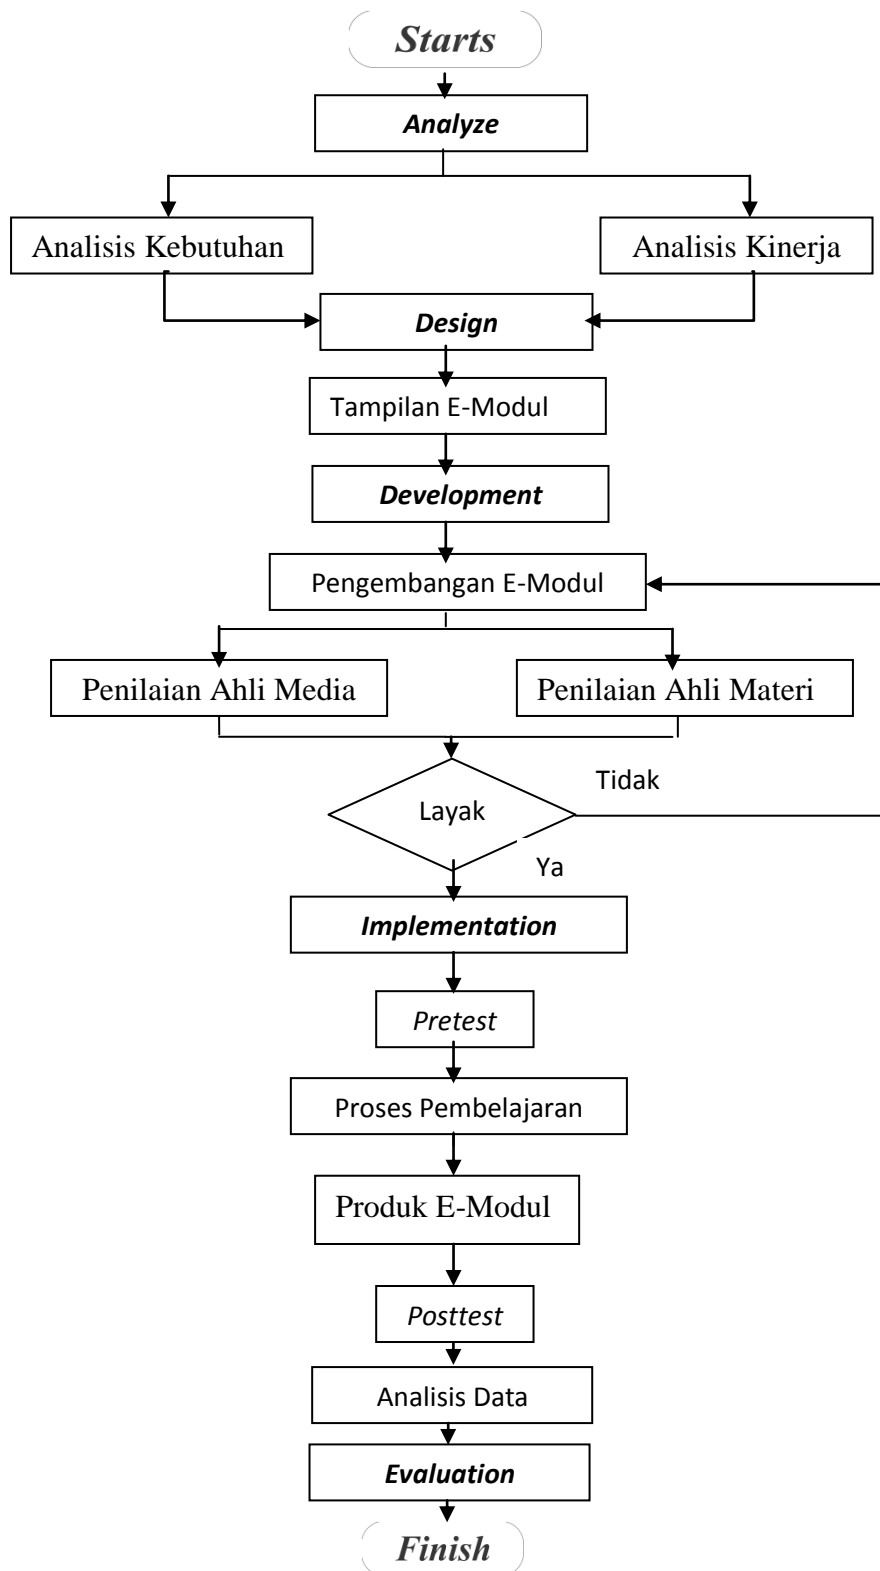 Starts
Analyze
Analisis Kebutuhan
Analisis Kinerja
Design
Tampilan E-Modul
Development
Pengembangan E-Modul
Penilaian Ahli Media
Penilaian Ahli Materi
Tidak
Layak
Ya
Implementation
Pretest
Proses Pembelajaran
Produk E-Modul
Posttest
Analisis Data
Evaluation
Finish